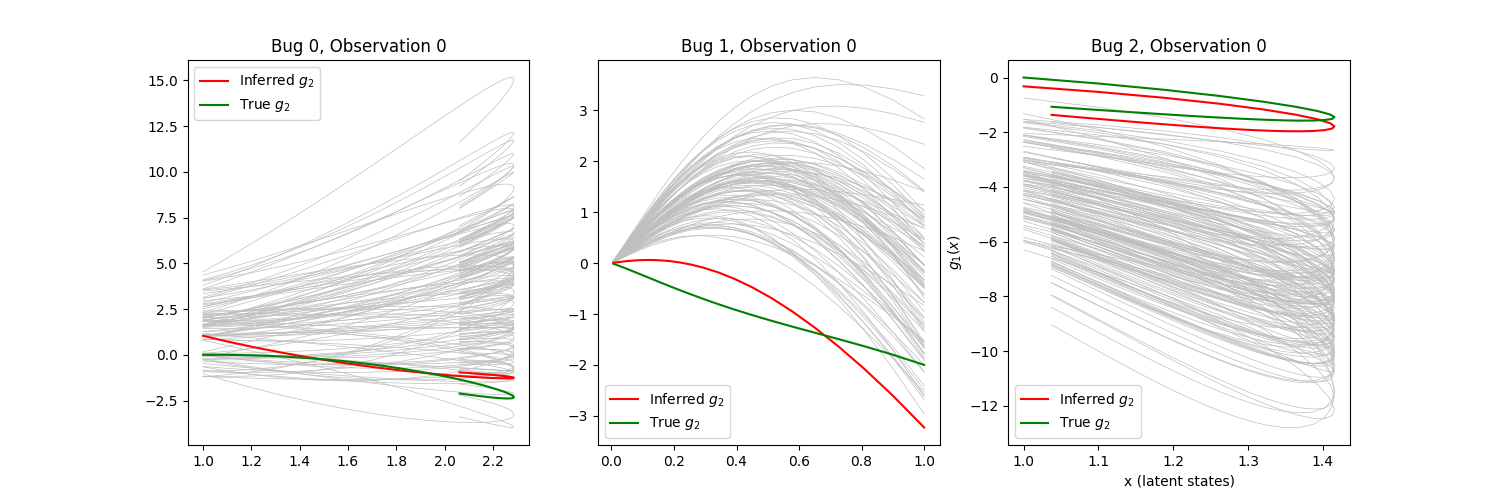 Bug 0, Observation 0
15.0
12.5
10.0
7.5
5.0
2.5
0.0
−2.5
1.0 1.2 1.4 1.6 1.8 2.0 2.2
Inferred g₂
True g₂
Bug 1, Observation 0
3
2
1
0
−1
−2
−3
0.0 0.2 0.4 0.6 0.8 1.0
Inferred g₂
True g₂
Bug 2, Observation 0
g₁(x)
0
−2
−4
−6
−8
−10
−12
1.0 1.1 1.2 1.3 1.4
x (latent states)
Inferred g₂
True g₂